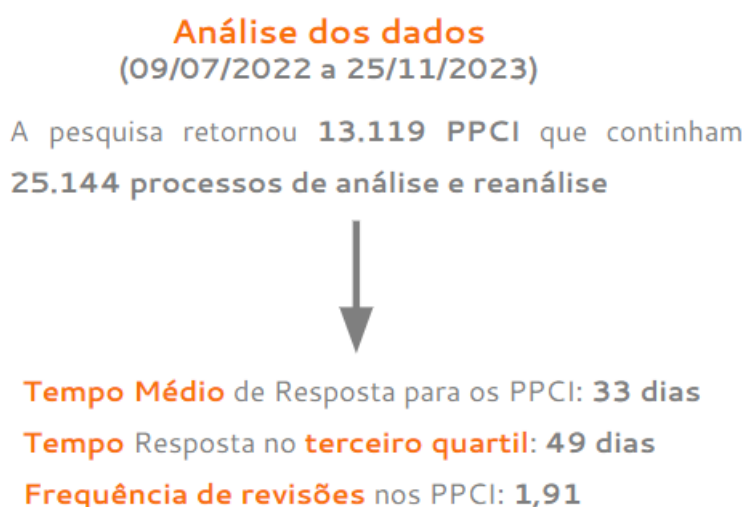 Análise dos dados
(09/07/2022 a 25/11/2023)
A pesquisa retornou 13.119 PPCI que continham
25.144 processos de análise e reanálise
Tempo Médio de Resposta para os PPCI: 33 dias
Tempo Resposta no terceiro quartil: 49 dias
Frequência de revisões nos PPCI: 1,91